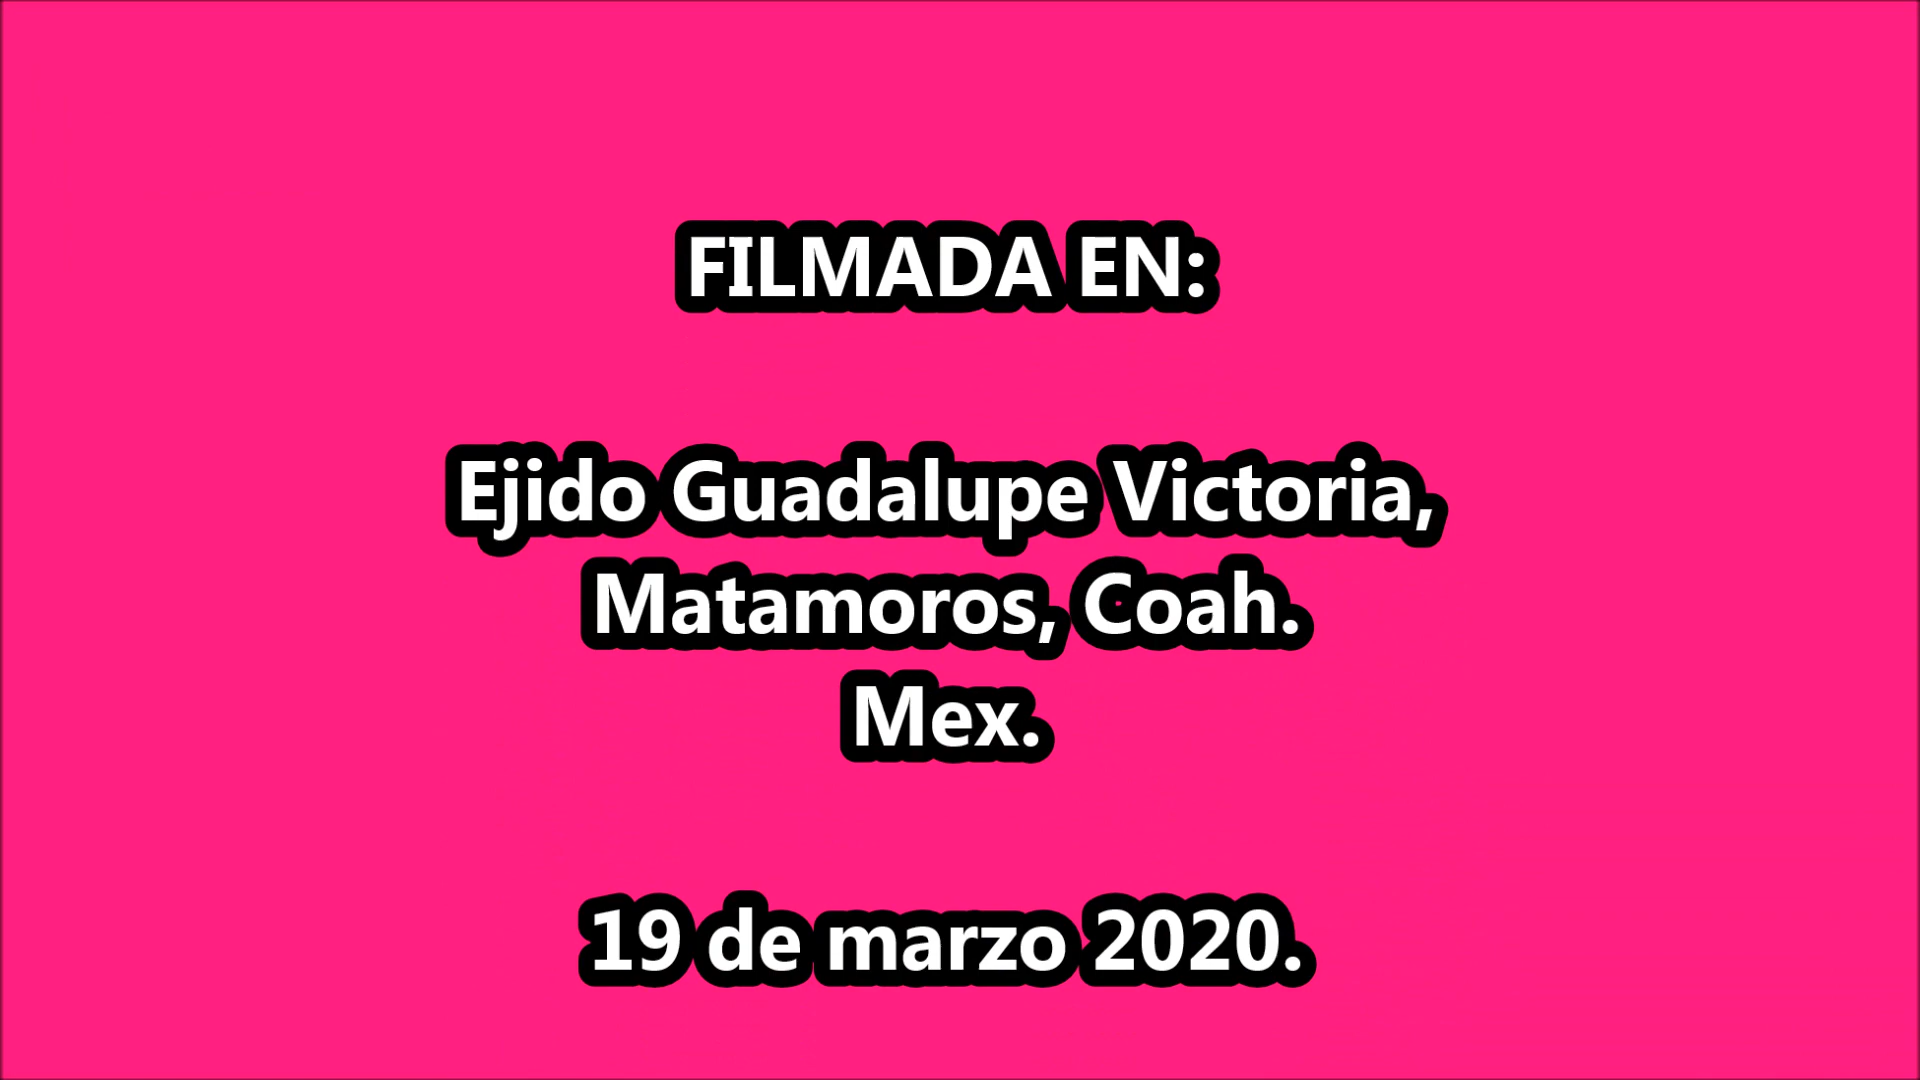 FILMADA EN:
Ejido Guadalupe Victoria,
Matamoros, Coah.
Mex.
19 de marzo 2020.